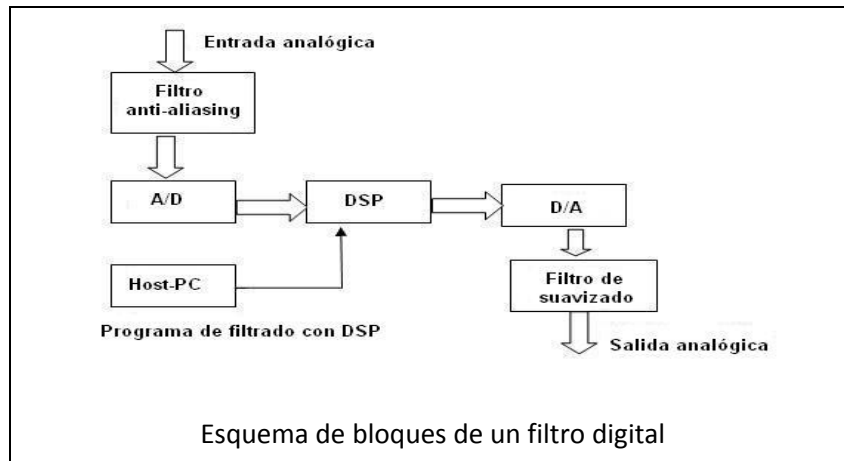 Entrada analógica
Filtro
anti-aliasing
A/D
DSP
D/A
Host-PC
Filtro de
suavizado
Programa de filtrado con DSP
Salida analógica
Esquema de bloques de un filtro digital